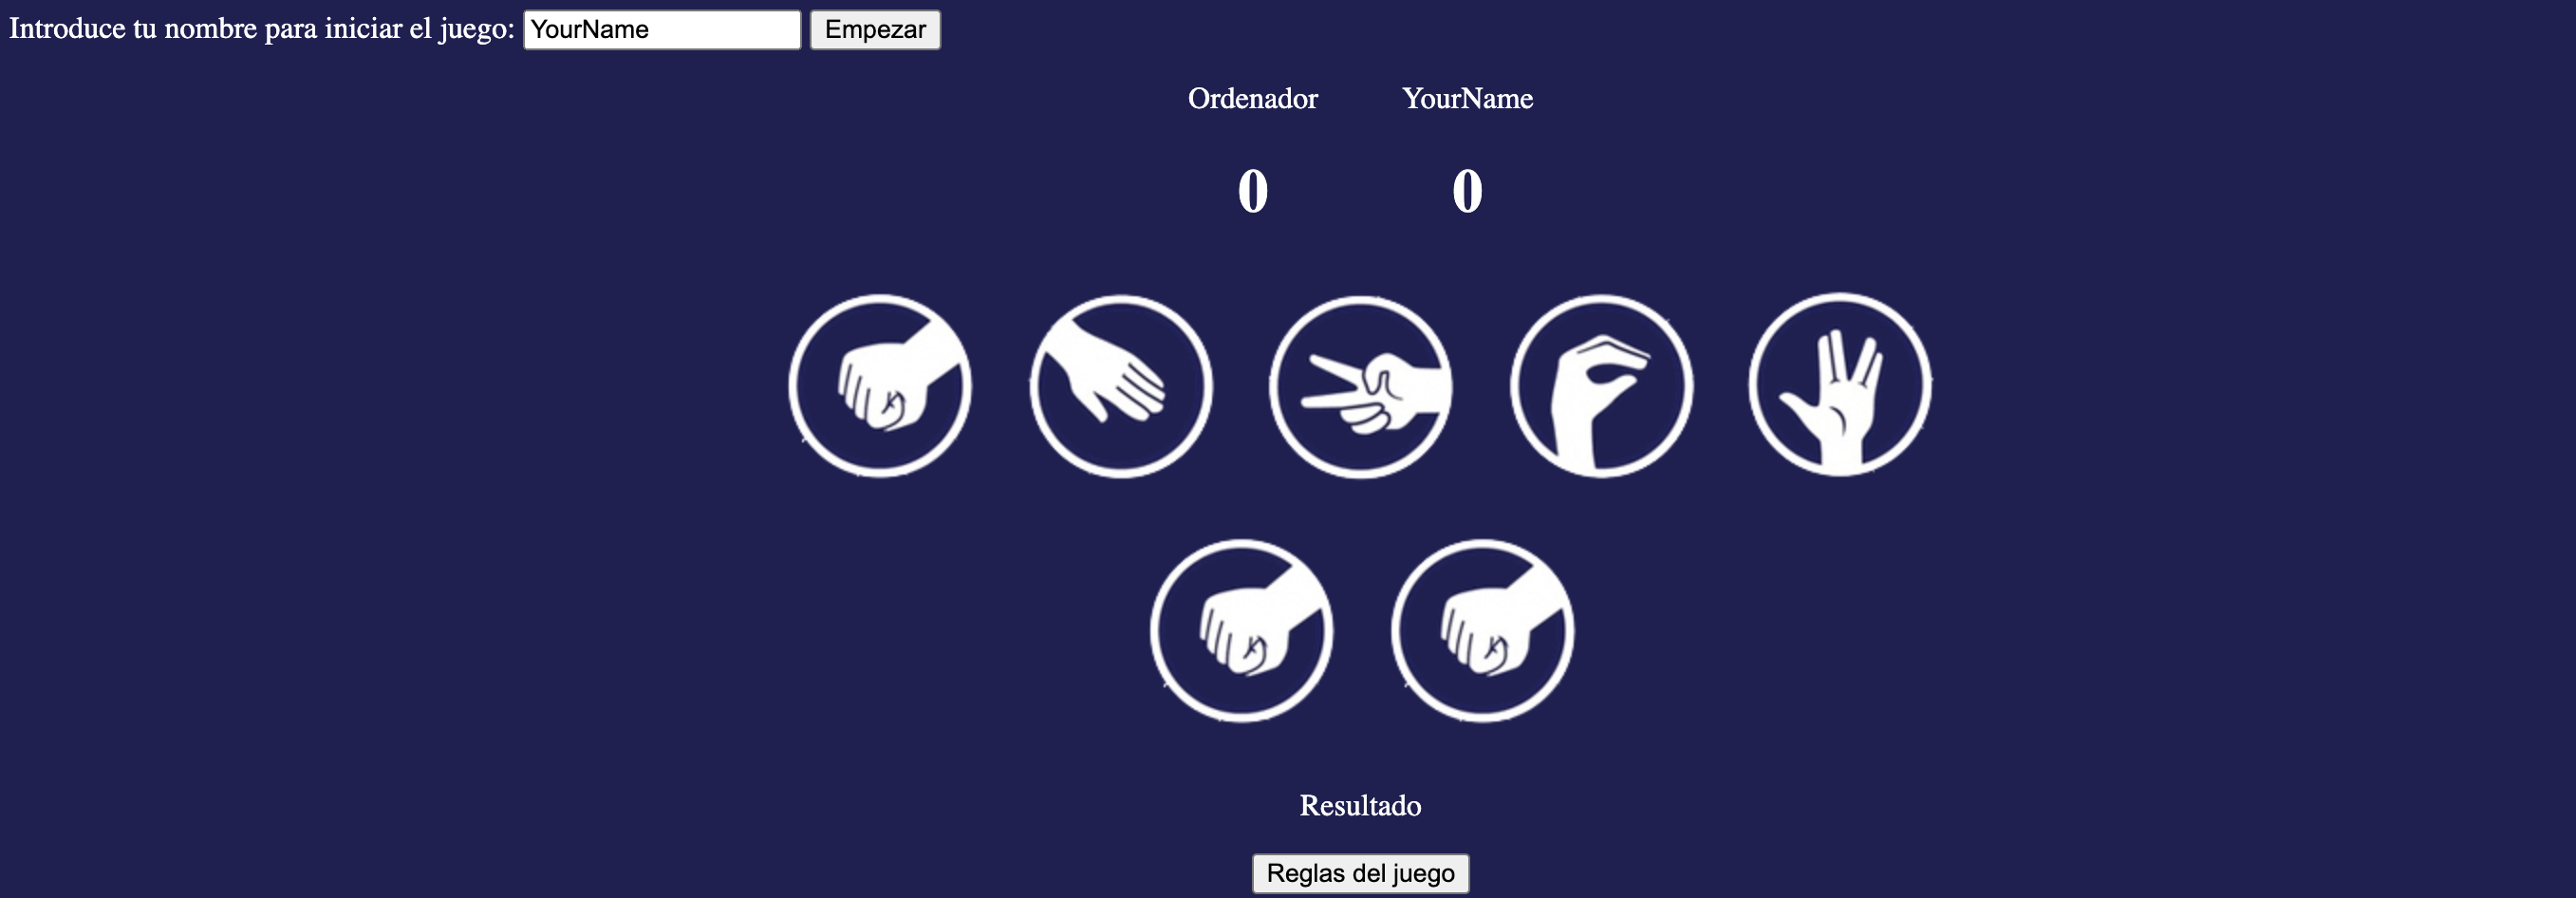 Introduce tu nombre para iniciar el juego: YourName Empezar
Ordenador YourName
0 0
Resultado
Reglas del juego